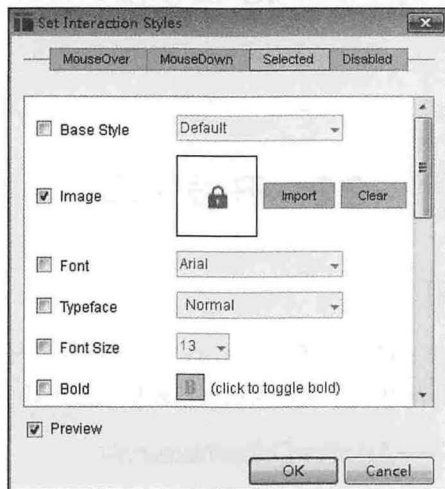 Set Interaction Styles
MouseOver MouseDown Selected Disabled
Base Style Default
Image Import Clear
Font Arial
Typeface Normal
Font Size 13
Bold B (click to toggle bold)
Preview
OK Cancel